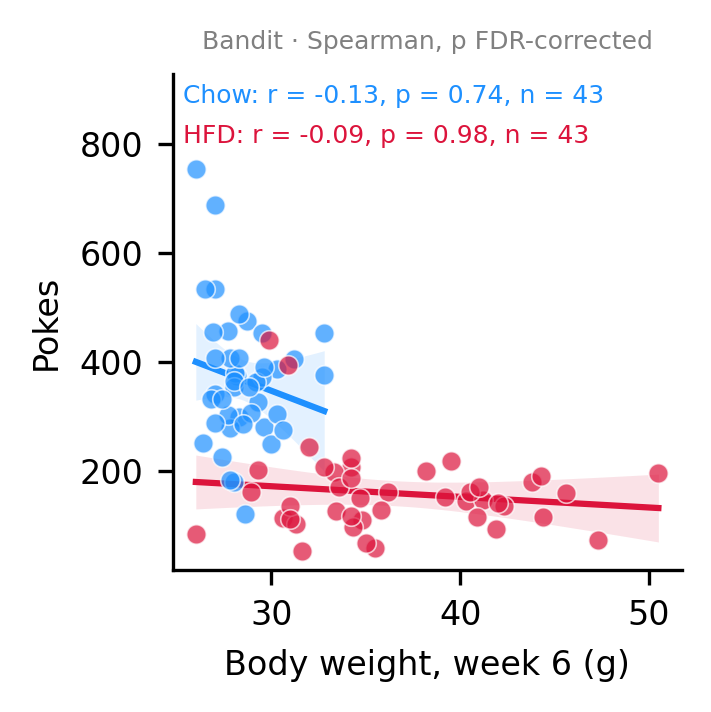 Bandit · Spearman, p FDR-corrected
Chow: r = -0.13, p = 0.74, n = 43
HFD: r = -0.09, p = 0.98, n = 43
800
600
400
200
Pokes
30 40 50
Body weight, week 6 (g)